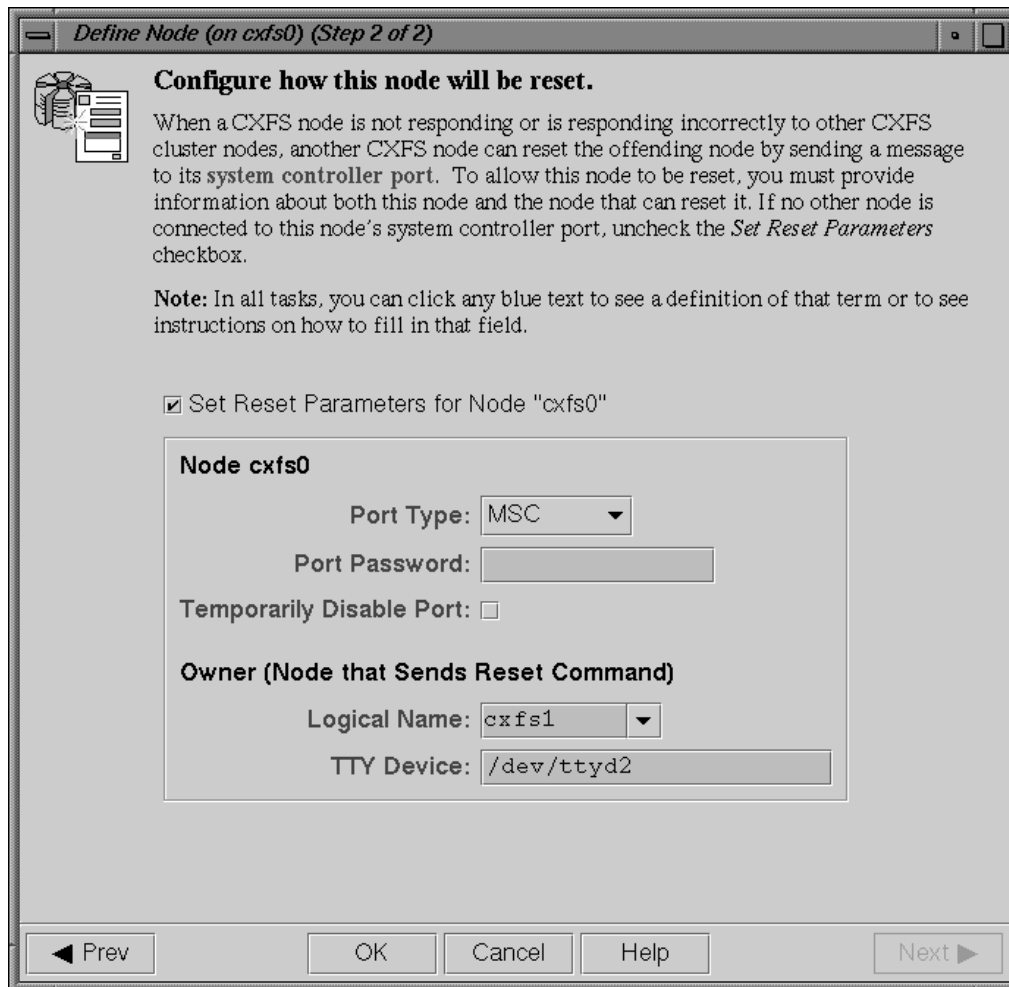 Define Node (on cxfs0) (Step 2 of 2)
Configure how this node will be reset.
When a CXFS node is not responding or is responding incorrectly to other CXFS
cluster nodes, another CXFS node can reset the offending node by sending a message
to its system controller port. To allow this node to be reset, you must provide
information about both this node and the node that can reset it. If no other node is
connected to this node's system controller port, uncheck the Set Reset Parameters
checkbox.
Note: In all tasks, you can click any blue text to see a definition of that term or to see
instructions on how to fill in that field.
Set Reset Parameters for Node "cxfs0"
Node cxfs0
Port Type: MSC
Port Password:
Temporarily Disable Port:
Owner (Node that Sends Reset Command)
Logical Name: cxfs1
TTY Device: /dev/ttyd2
Prev OK Cancel Help Next